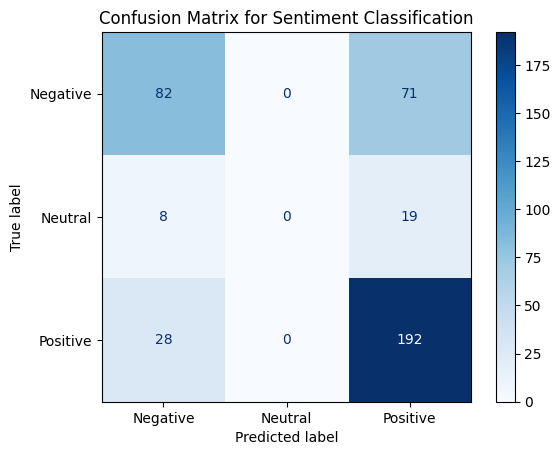 Confusion Matrix for Sentiment Classification
Negative 82 0 71
Neutral 8 0 19
Positive 28 0 192
Negative Neutral Positive
Predicted label
True label
175
150
125
100
75
50
25
0